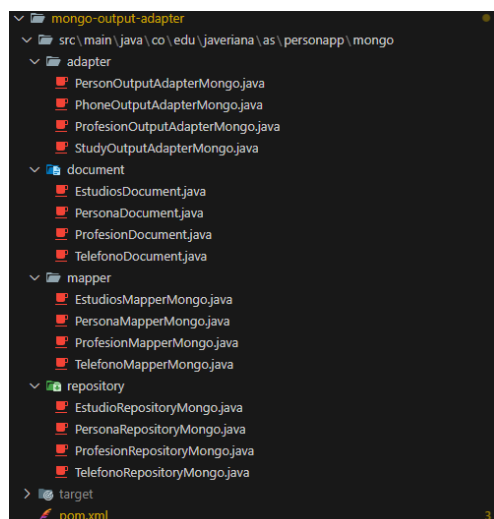 mongo-output-adapter
src\main\java\co\edu\javeriana\as\personapp\mongo
adapter
PersonOutputAdapterMongo.java
PhoneOutputAdapterMongo.java
ProfesionOutputAdapterMongo.java
StudyOutputAdapterMongo.java
document
EstudiosDocument.java
PersonaDocument.java
ProfesionDocument.java
TelefonoDocument.java
mapper
EstudiosMapperMongo.java
PersonaMapperMongo.java
ProfesionMapperMongo.java
TelefonoMapperMongo.java
repository
EstudioRepositoryMongo.java
PersonaRepositoryMongo.java
ProfesionRepositoryMongo.java
TelefonoRepositoryMongo.java
target
pom.xml 3